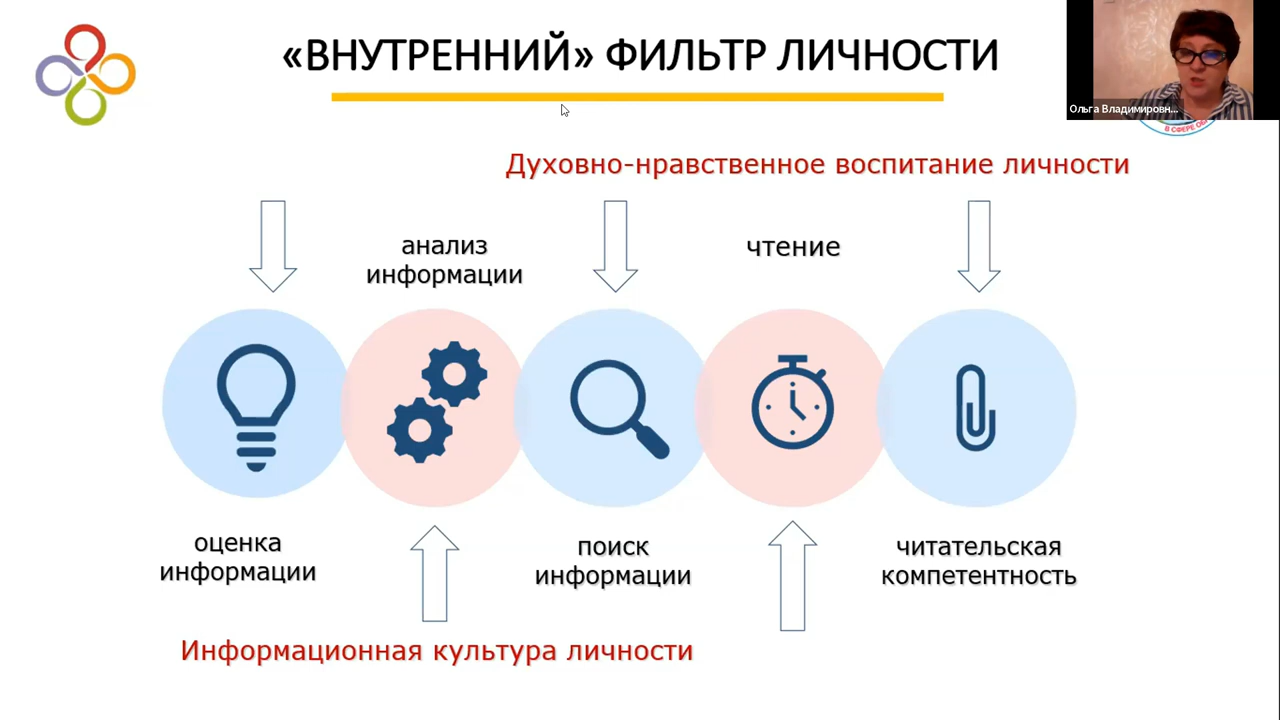 «ВНУТРЕННИЙ» ФИЛЬТР ЛИЧНОСТИ
Ольга Владимировн...
В СФЕРЕ
Духовно-нравственное воспитание личности
анализ
информации
чтение
оценка
информации
поиск
информации
читательская
компетентность
Информационная культура личности